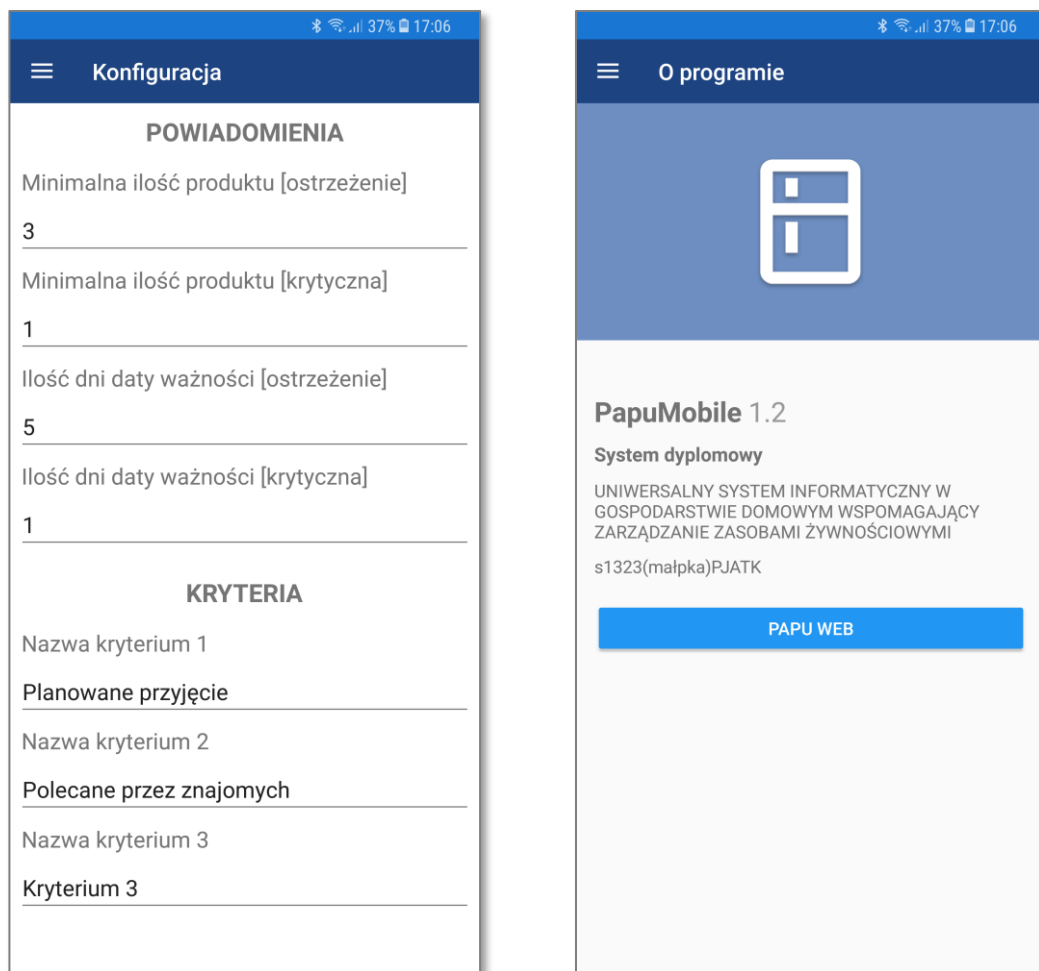 37% 17:06
Konfiguracja
POWIADOMIENIA
Minimalna ilość produktu [ostrzeżenie]
3
Minimalna ilość produktu [krytyczna]
1
Ilość dni daty ważności [ostrzeżenie]
5
Ilość dni daty ważności [krytyczna]
1
KRYTERIA
Nazwa kryterium 1
Planowane przyjęcie
Nazwa kryterium 2
Polecane przez znajomych
Nazwa kryterium 3
Kryterium 3
37% 17:06
O programie
PapuMobile 1.2
System dyplomowy
UNIWERSALNY SYSTEM INFORMATYCZNY W
GOSPODARSTWIE DOMOWYM WSPOMAGAJĄCY
ZARZĄDZANIE ZASOBAMI ŻYWNOŚCIOWYMI
s1323(małpka)PJATK
PAPU WEB